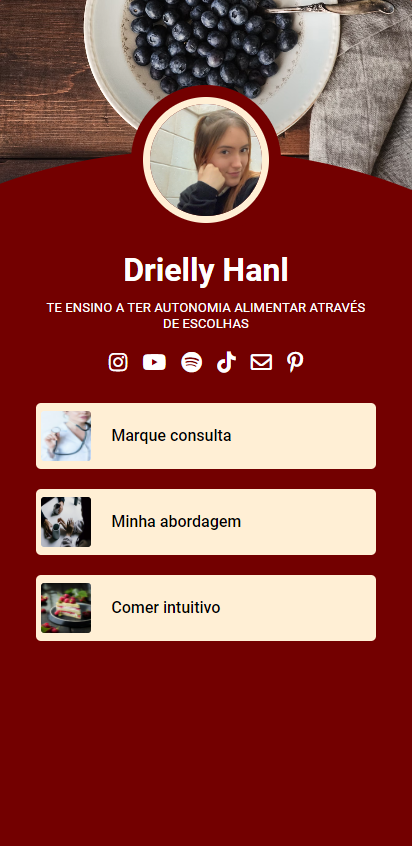 Drielly Hanl
TE ENSINO A TER AUTONOMIA ALIMENTAR ATRAVÉS
DE ESCOLHAS
Marque consulta
Minha abordagem
Comer intuitivo